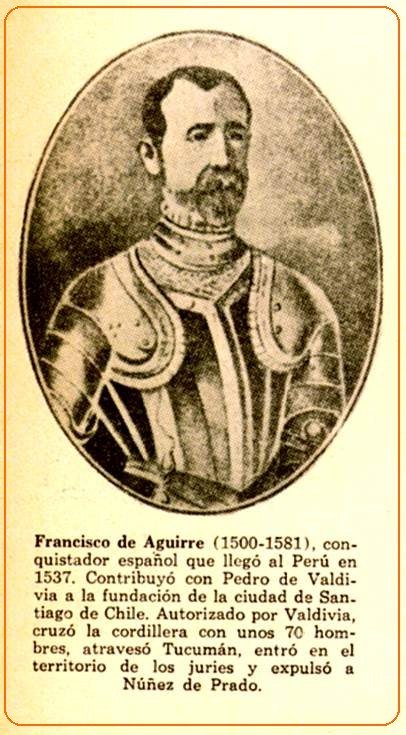 Francisco de Aguirre (1500-1581), con-
quistador español que llegó al Perú en
1537. Contribuyó con Pedro de Valdi-
via a la fundación de la ciudad de San-
tiago de Chile. Autorizado por Valdivia,
cruzó la cordillera con unos 70 hom-
bres, atravesó Tucumán, entró en el
territorio de los juries y expulsó a
Núñez de Prado.